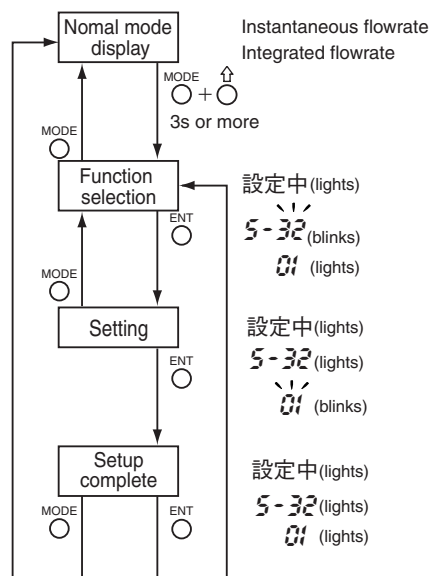 Nomal mode
display
Instantaneous flowrate
Integrated flowrate
MODE
+
⇧
3s or more
MODE
Function
selection
設定中(lights)
ENT
5-32(blinks)
01 (lights)
MODE
Setting
設定中(lights)
5-32(lights)
ENT
01 (blinks)
Setup
complete
設定中(lights)
5-32(lights)
MODE
ENT
01 (lights)